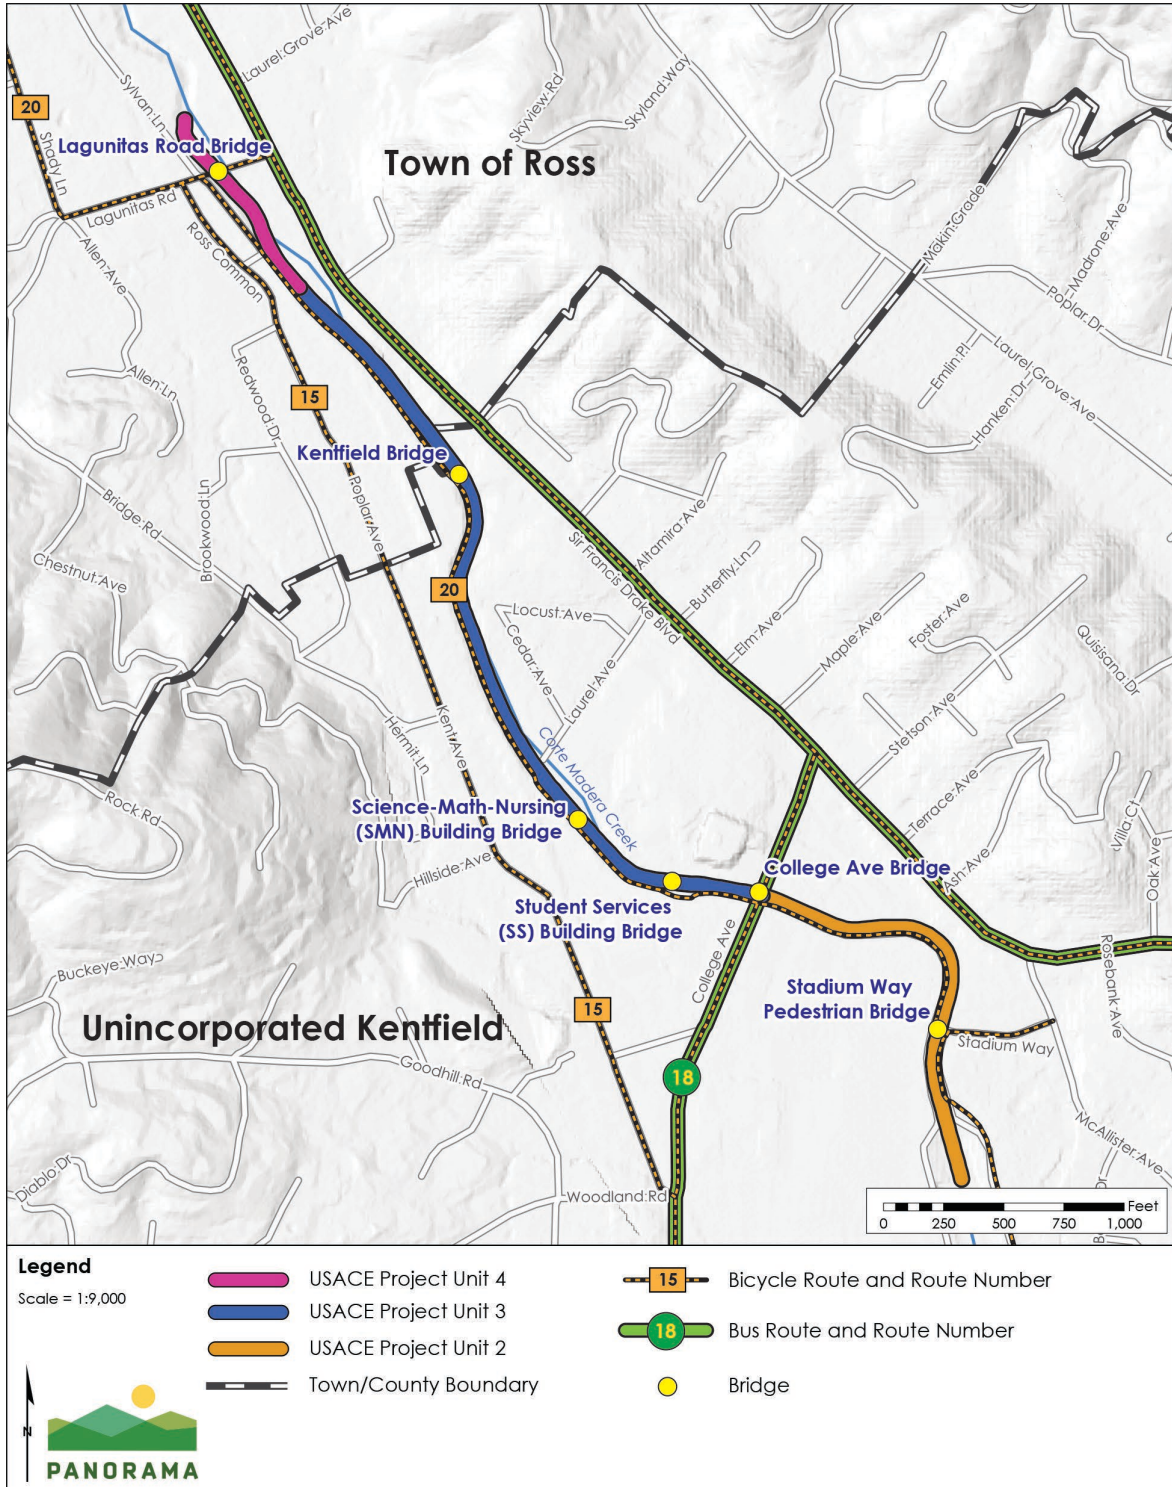 Laurel Grove Ave
Sylvan Ln
20
Shady Ln
Lagunitas Road Bridge
Skyview Rd
Skyland Way
Town of Ross
Lagunitas Rd
Allen Ave
Ross Common
Makin Grade
Madrone Ave
Poplar Dr
Allen Ln
Redwood Dr
15
Emlin Pl
Laurel Grove Ave
Hanken Dr
Kentfield Bridge
Bridge Rd
Brookwood Ln
Poplar Ave
Chestnut Ave
Sir Francis Drake Blvd
Altamira Ave
Butterfly Ln
20
Locust Ave
Cedar Ave
Laurel Ave
Elm Ave
Maple Ave
Foster Ave
Quisisana Dr
Stetson Ave
Hermit Ln
Kent Ave
Corte Madera Creek
Rock Rd
Science-Math-Nursing
(SMN) Building Bridge
Terrace Ave
Villa Ct
Hillside Ave
College Ave Bridge
Ash Ave
Oak Ave
Student Services
(SS) Building Bridge
College Ave
Rosebank Ave
Buckeye Way
Stadium Way
Pedestrian Bridge
15
Unincorporated Kentfield
Stadium Way
Goodhill Rd
18
McAllister Ave
Diablo Dr
Woodland Rd
Feet
0 250 500 750 1,000
Legend
Scale = 1:9,000
USACE Project Unit 4
USACE Project Unit 3
USACE Project Unit 2
Town/County Boundary
15 Bicycle Route and Route Number
18 Bus Route and Route Number
Bridge
N
PANORAMA